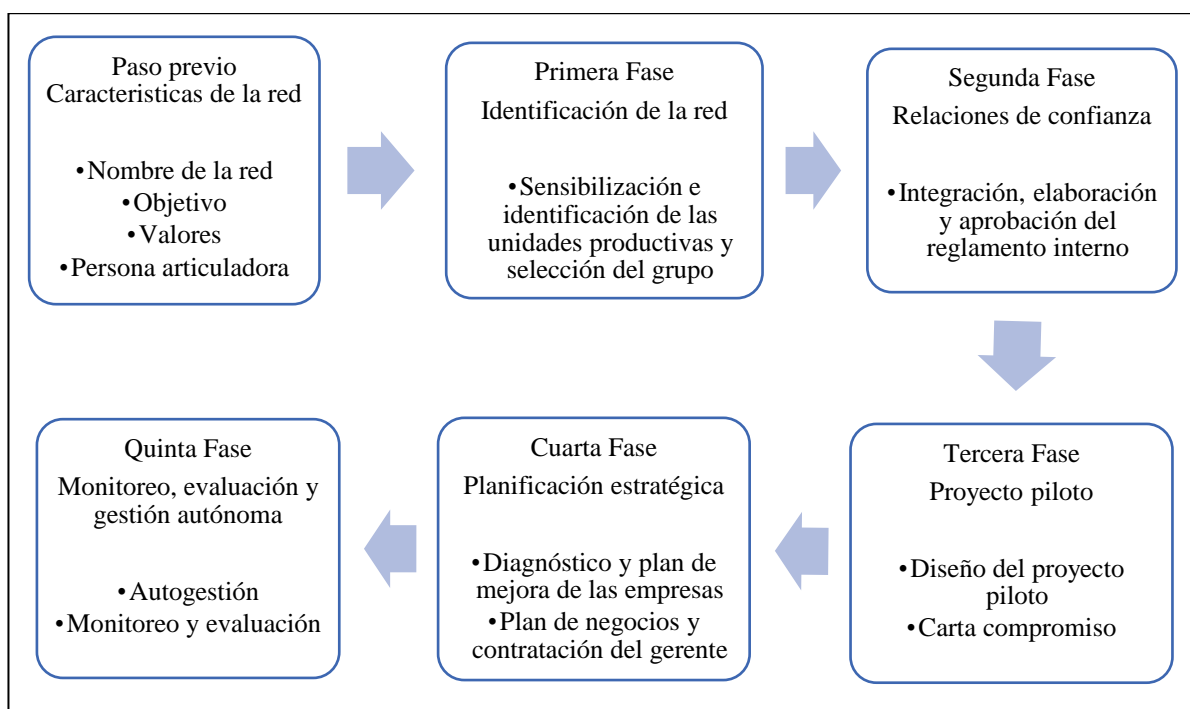 Paso previo
Caracteristicas de la red
•Nombre de la red
•Objetivo
•Valores
•Persona articuladora
Primera Fase
Identificación de la red
•Sensibilización e
identificación de las
unidades productivas y
selección del grupo
Segunda Fase
Relaciones de confianza
•Integración, elaboración
y aprobación del
reglamento interno
Tercera Fase
Proyecto piloto
•Diseño del proyecto
piloto
•Carta compromiso
Cuarta Fase
Planificación estratégica
•Diagnóstico y plan de
mejora de las empresas
•Plan de negocios y
contratación del gerente
Quinta Fase
Monitoreo, evaluación y
gestión autónoma
•Autogestión
•Monitoreo y evaluación